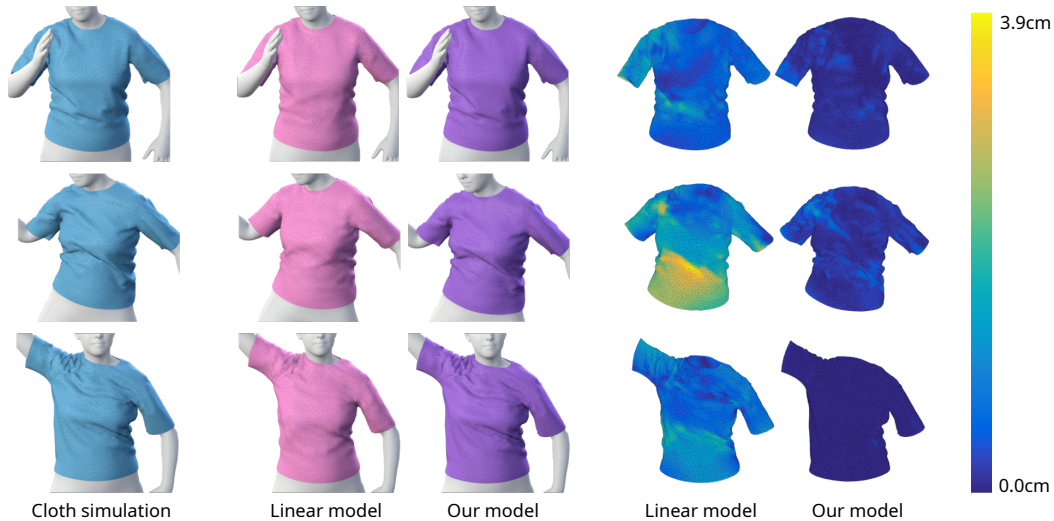 3.9cm
0.0cm
Cloth simulation
Linear model
Our model
Linear model
Our model